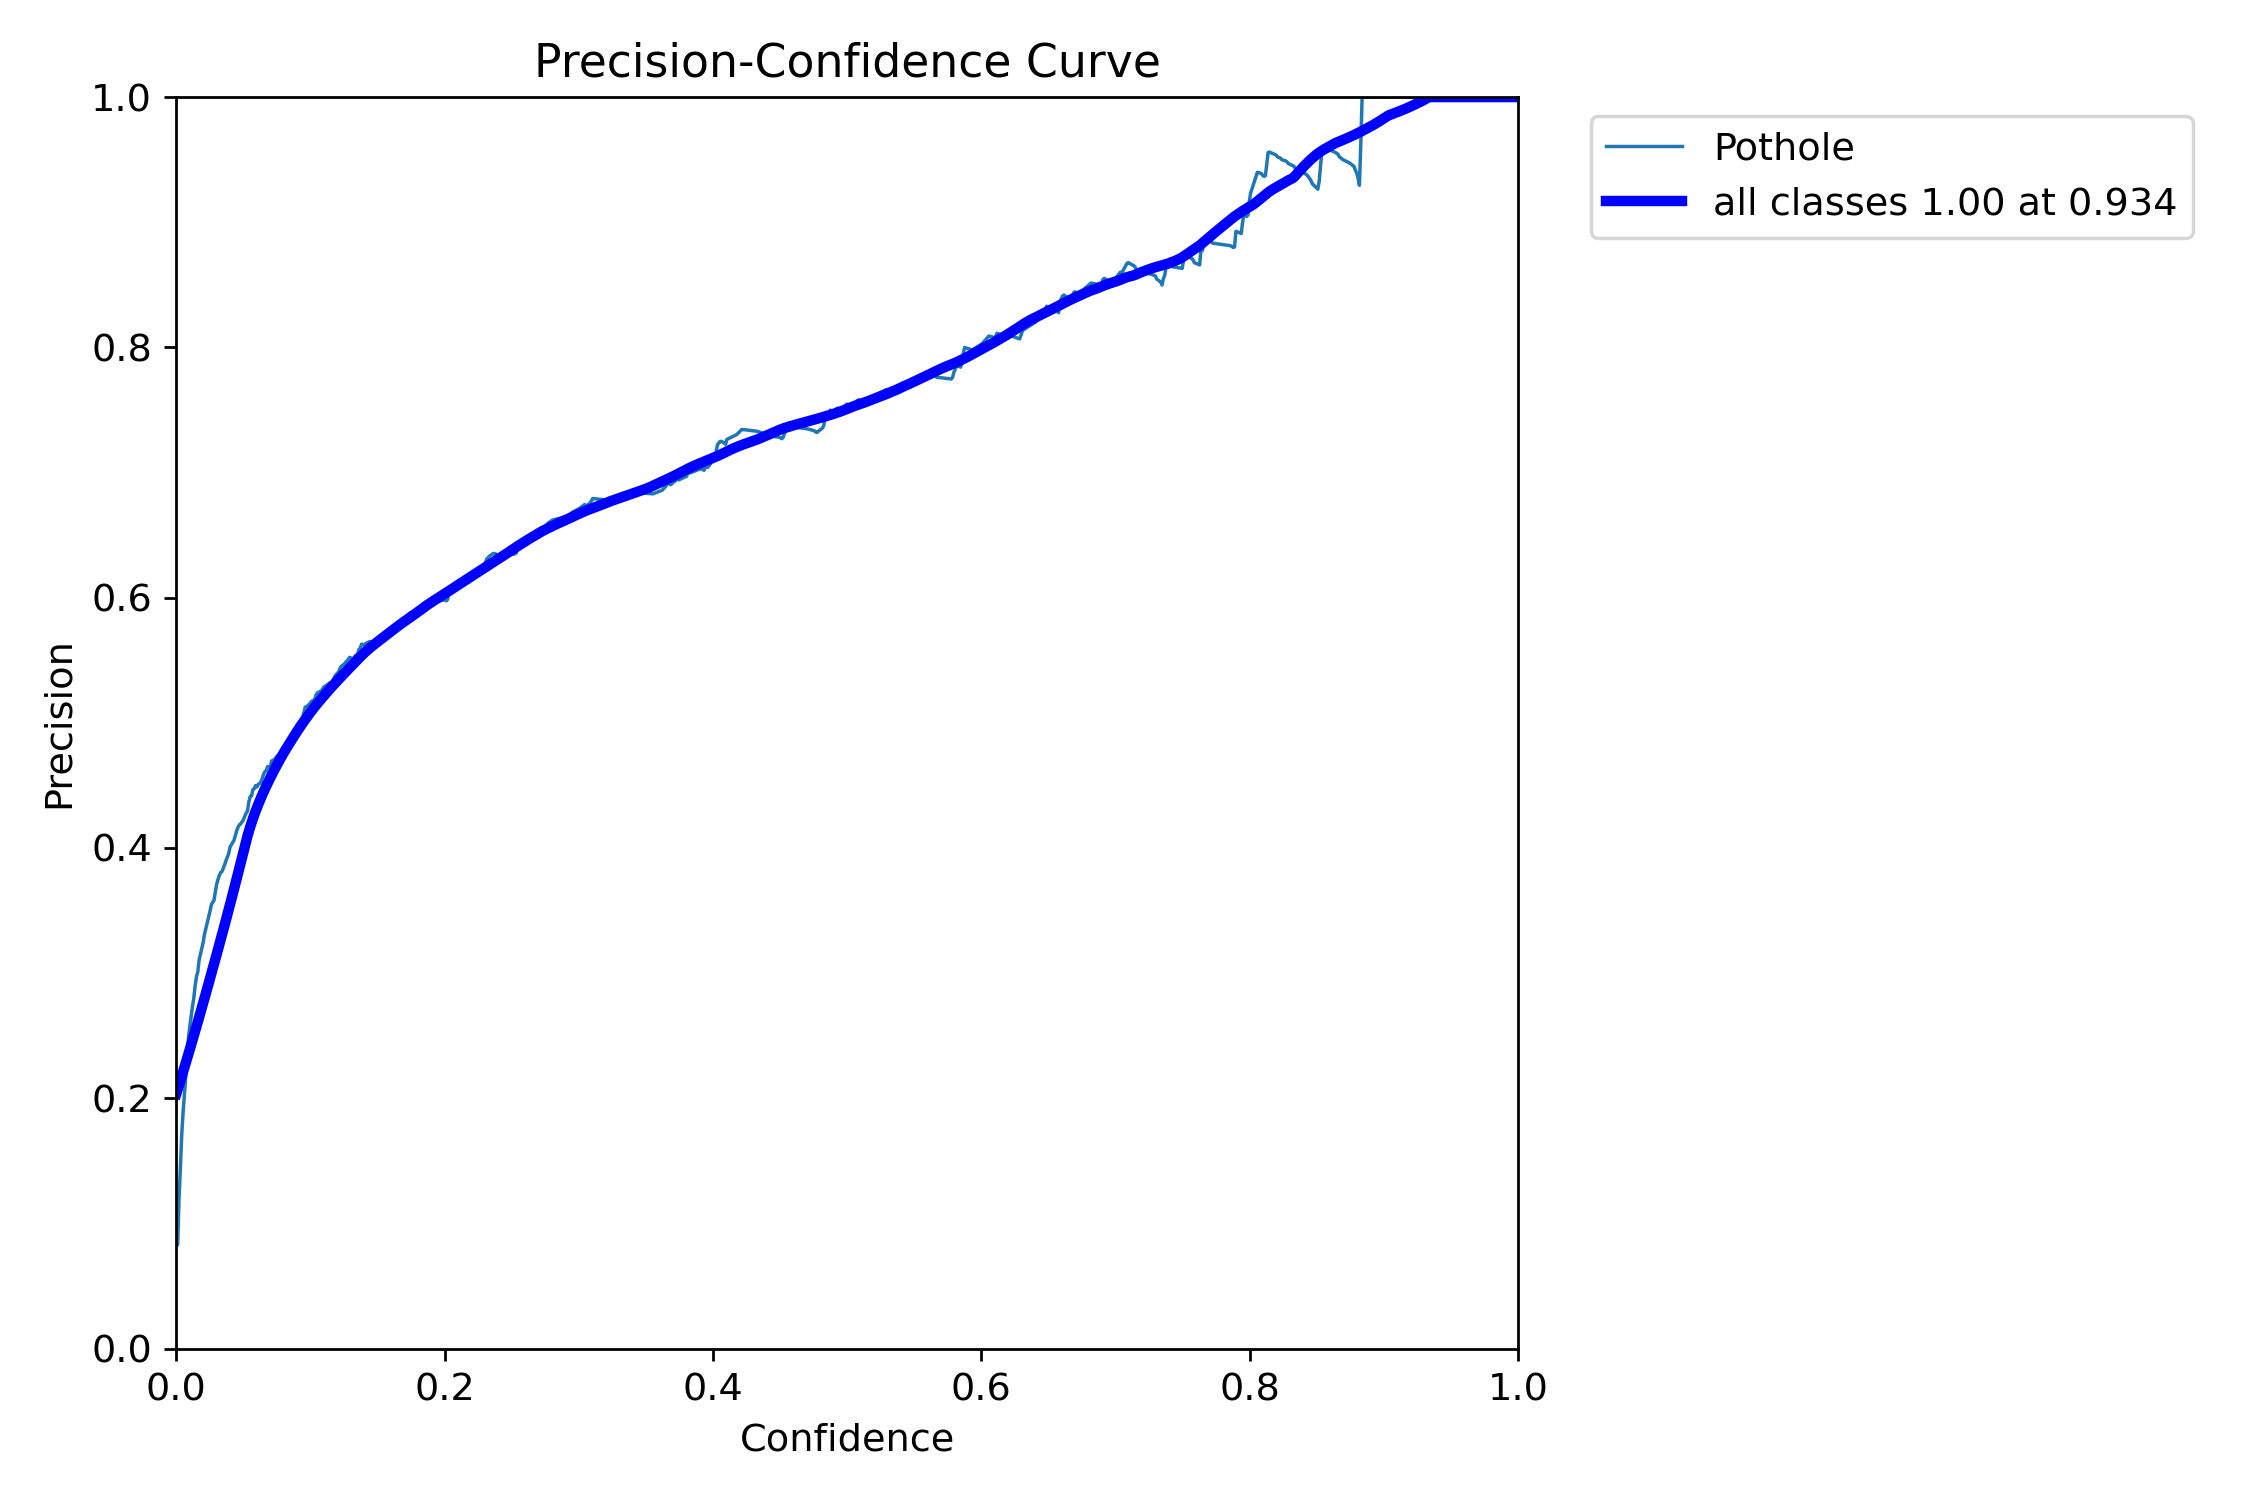 Precision-Confidence Curve
1.0
0.8
0.6
0.4
0.2
0.0
Precision
0.0 0.2 0.4 0.6 0.8 1.0
Confidence
Pothole
all classes 1.00 at 0.934